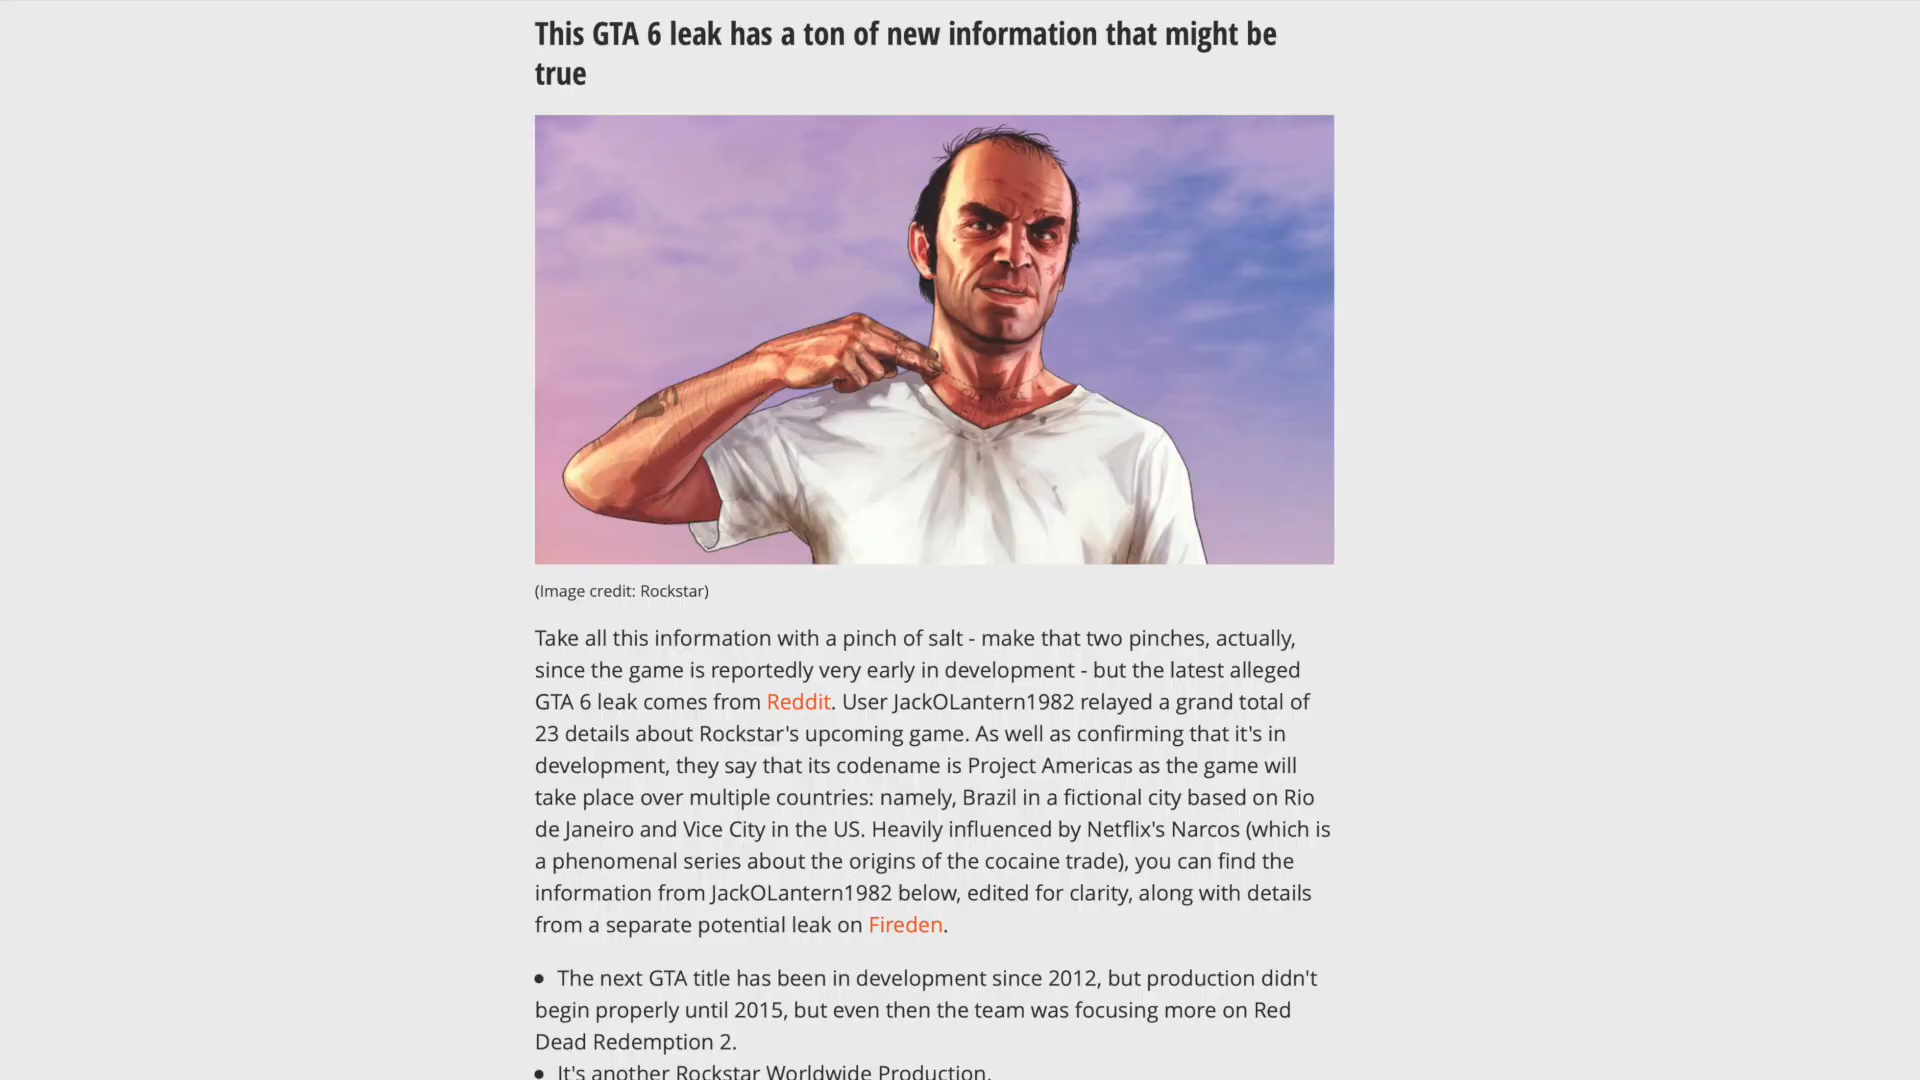 This GTA 6 leak has a ton of new information that might be
true
(Image credit: Rockstar)
Take all this information with a pinch of salt - make that two pinches, actually,
since the game is reportedly very early in development - but the latest alleged
GTA 6 leak comes from Reddit. User JackOLantern1982 relayed a grand total of
23 details about Rockstar's upcoming game. As well as confirming that it's in
development, they say that its codename is Project Americas as the game will
take place over multiple countries: namely, Brazil in a fictional city based on Rio
de Janeiro and Vice City in the US. Heavily influenced by Netflix's Narcos (which is
a phenomenal series about the origins of the cocaine trade), you can find the
information from JackOLantern1982 below, edited for clarity, along with details
from a separate potential leak on Fireden.
● The next GTA title has been in development since 2012, but production didn't
begin properly until 2015, but even then the team was focusing more on Red
Dead Redemption 2.
● It's another Rockstar Worldwide Production.